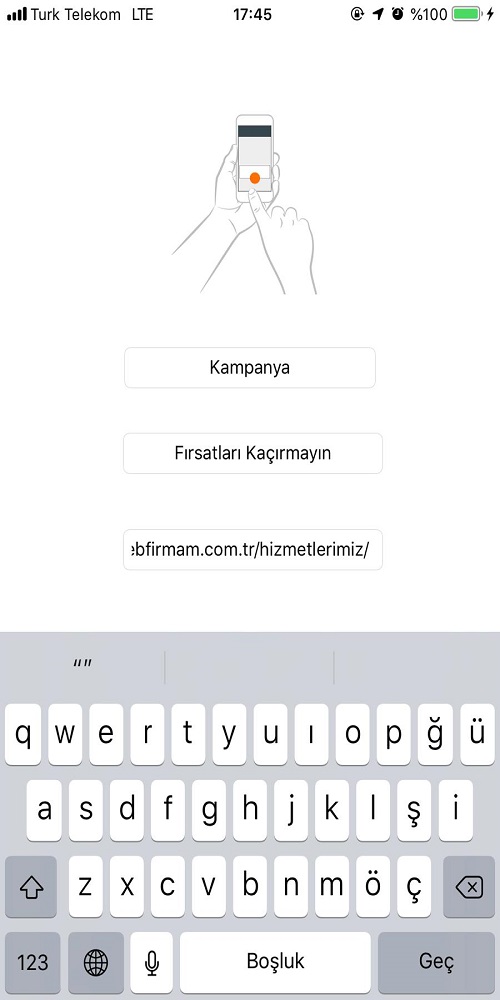 Turk Telekom LTE 17:45 %100
Kampanya
Fırsatları Kaçırmayın
ebfirmam.com.tr/hizmetlerimiz/
“”
q w e r t y u ı o p ğ ü
a s d f g h j k l ş i
z x c v b n m ö ç
123 Boşluk Geç